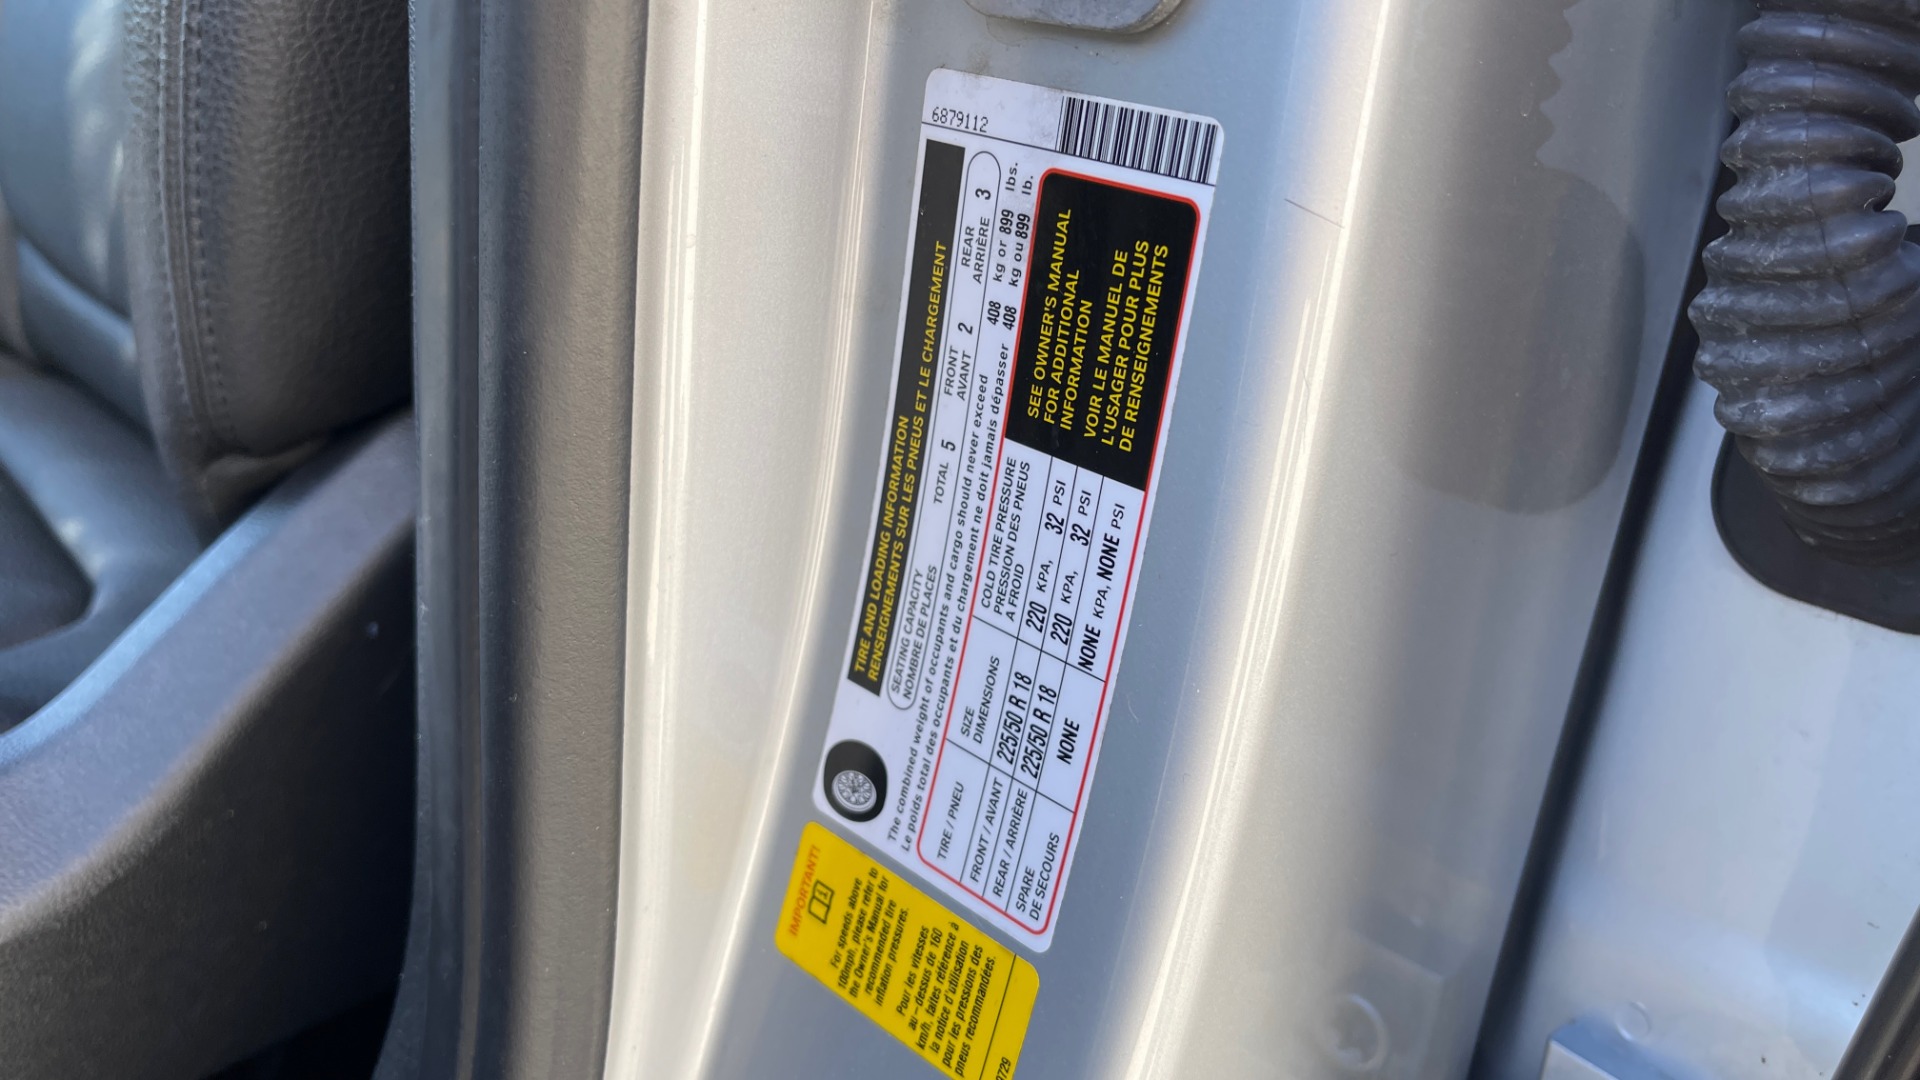 6879112
TIRE AND LOADING INFORMATION
RENSEIGNEMENTS SUR LES PNEUS ET LE CHARGEMENT
SEATING CAPACITY TOTAL 5 FRONT 2 REAR 3
NOMBRE DE PLACES AVANT ARRIÈRE
The combined weight of occupants and cargo should never exceed 408 kg or 899 lbs.
Le poids total des occupants et du chargement ne doit jamais dépasser 408 kg ou 899 lb.
TIRE / PNEU
SIZE
DIMENSIONS
COLD TIRE PRESSURE
PRESSION DES PNEUS
A FROID
FRONT / AVANT 225/50 R 18 220 KPA, 32 PSI
REAR / ARRIÈRE 225/50 R 18 220 KPA, 32 PSI
SPARE
DE SECOURS
NONE NONE KPA, NONE PSI
SEE OWNER'S MANUAL
FOR ADDITIONAL
INFORMATION
VOIR LE MANUEL DE
L'USAGER POUR PLUS
DE RENSEIGNEMENTS
IMPORTANT!
For speeds above
100mph, please refer to
the Owner's Manual for
recommended tire
inflation pressures.
Pour les vitesses
au-dessus de 160
km/h, faites référence à
la notice d'utilisation
pour les pressions des
pneus recommandées.